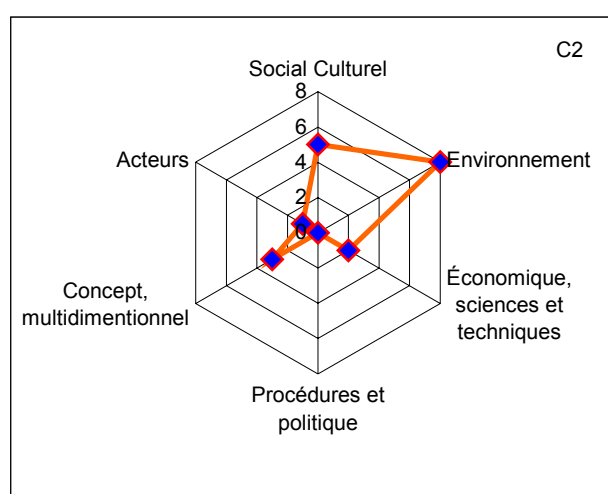 C2
Social Culturel
8
6
4
2
0
Acteurs
Environnement
Concept,
multidimentionnel
Économique,
sciences et
techniques
Procédures et
politique